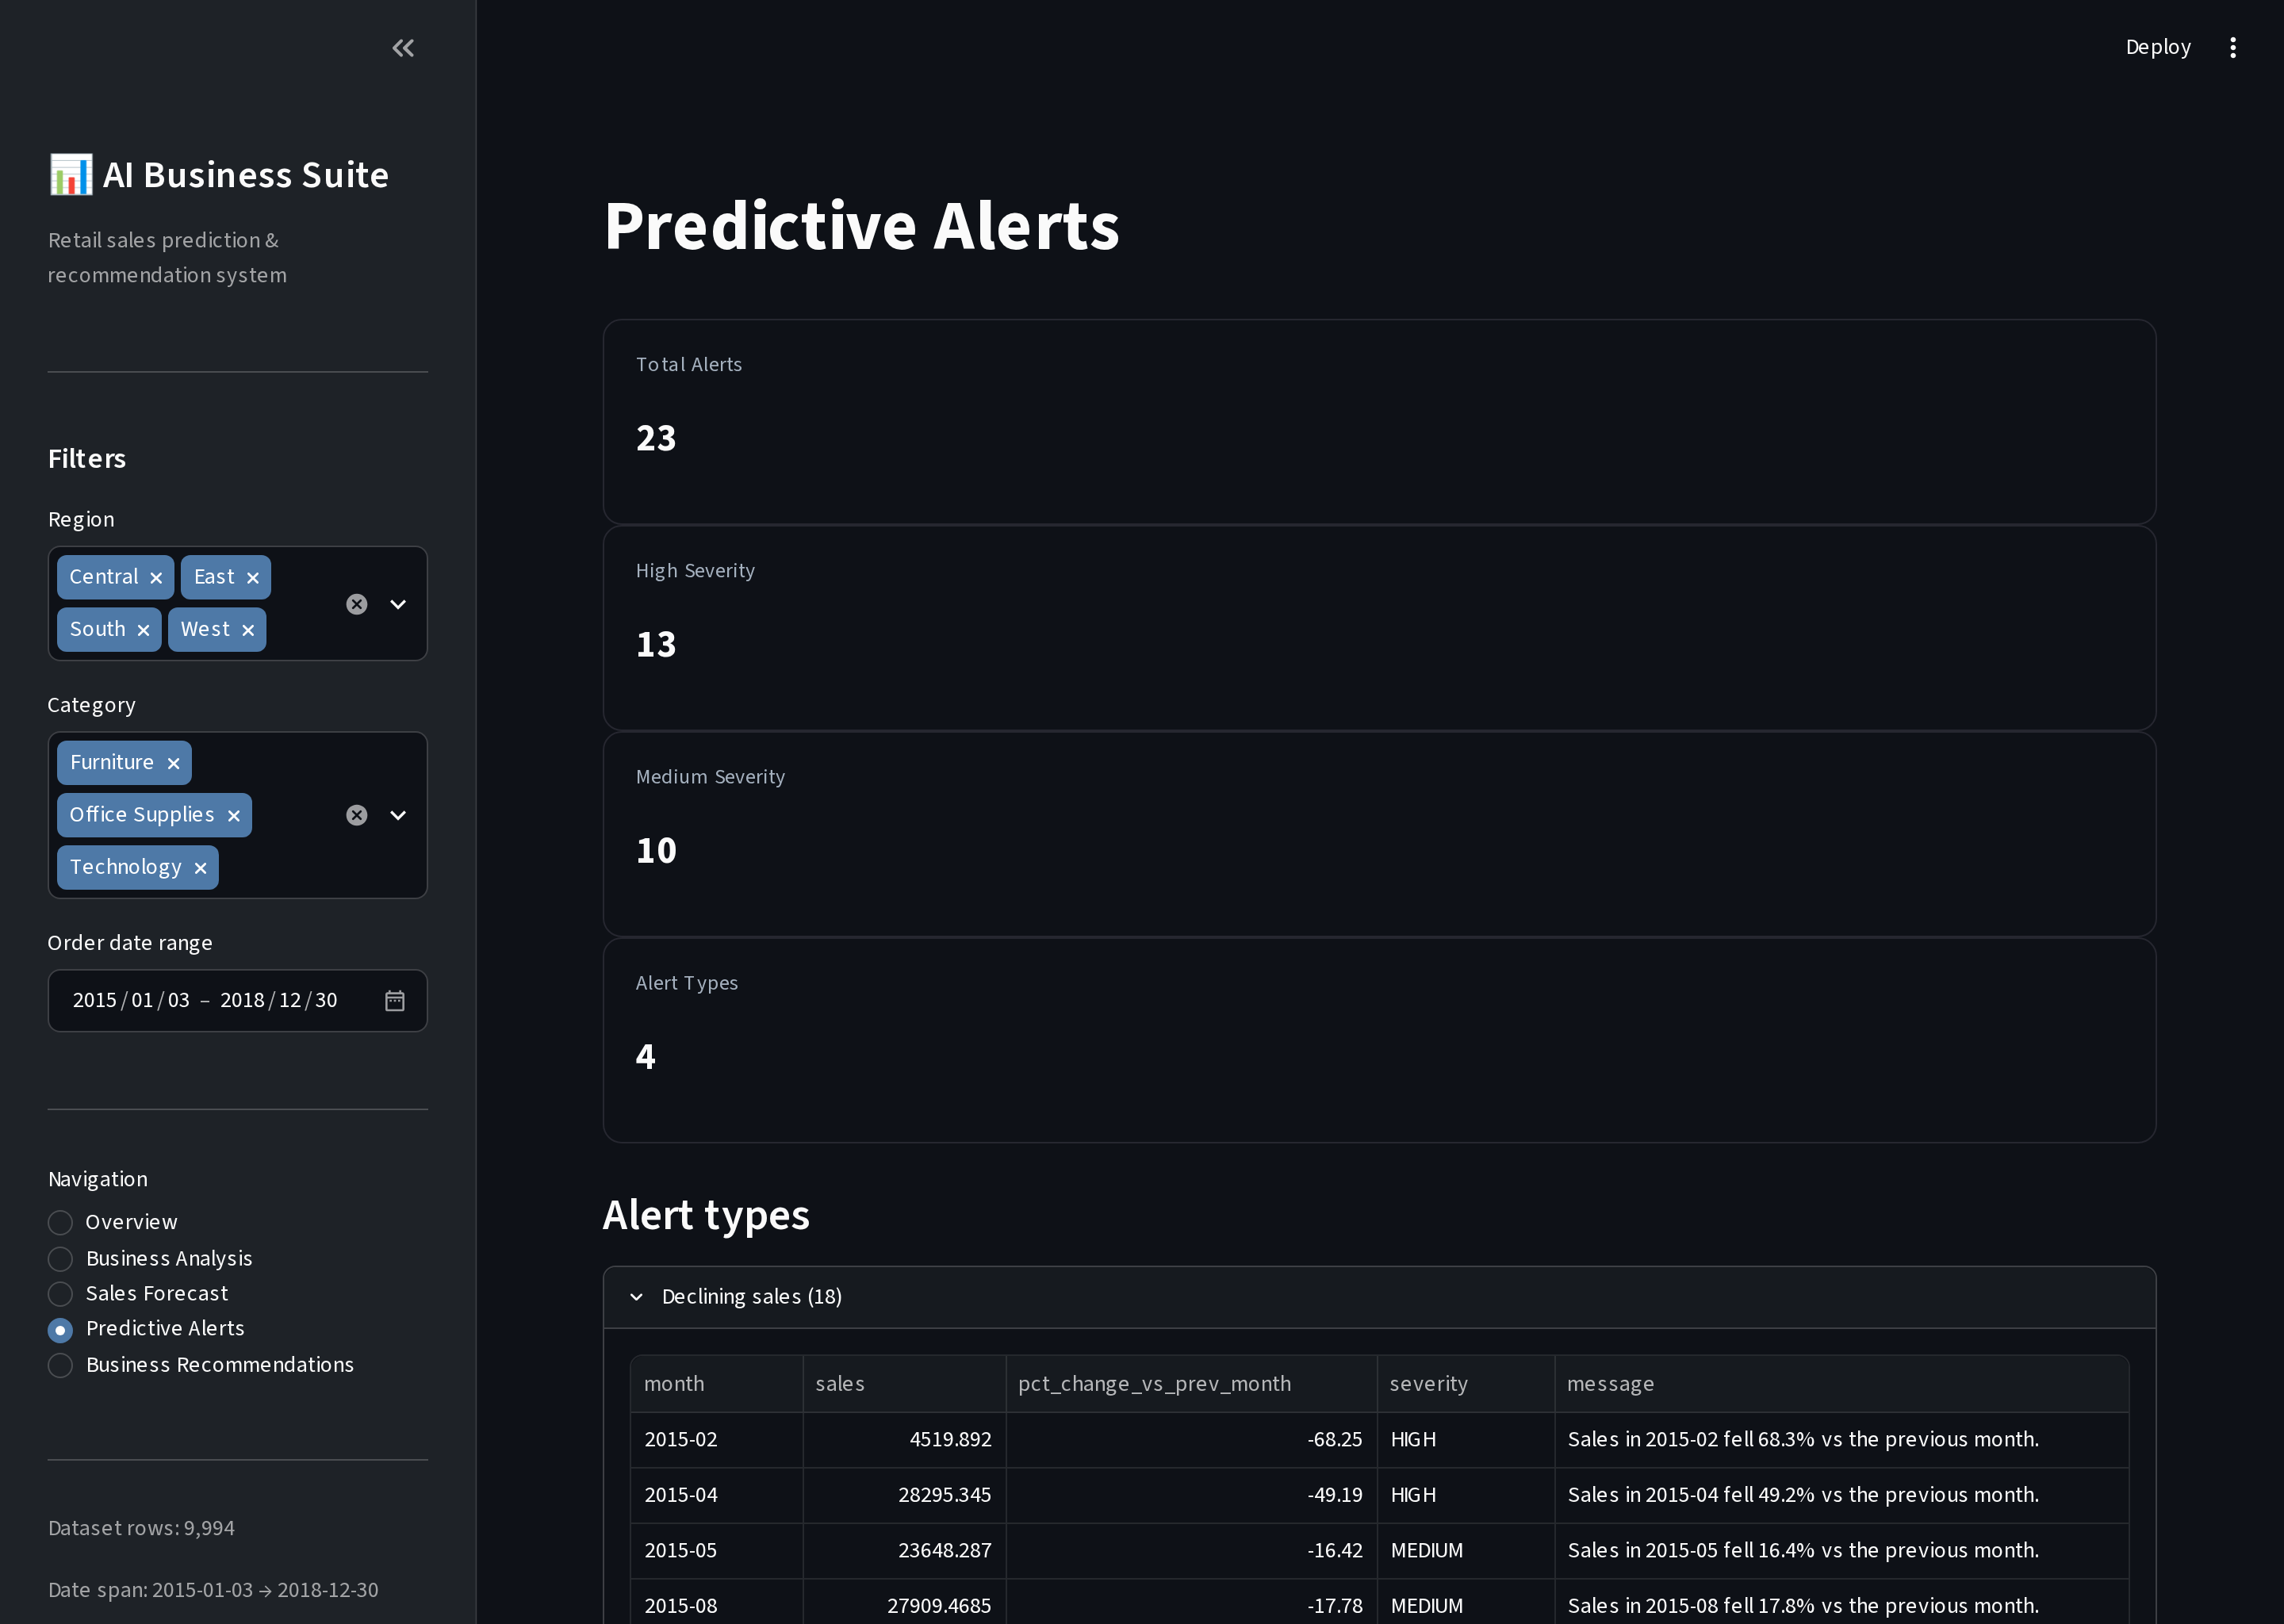 Deploy
AI Business Suite
Retail sales prediction &
recommendation system
Filters
Region
Central
East
South
West
Category
Furniture
Office Supplies
Technology
Order date range
2015/01/03 – 2018/12/30
Navigation
Overview
Business Analysis
Sales Forecast
Predictive Alerts
Business Recommendations
Dataset rows: 9,994
Date span: 2015-01-03 → 2018-12-30
Predictive Alerts
Total Alerts
23
High Severity
13
Medium Severity
10
Alert Types
4
Alert types
Declining sales (18)
month sales pct_change_vs_prev_month severity message
2015-02 4519.892 -68.25 HIGH Sales in 2015-02 fell 68.3% vs the previous month.
2015-04 28295.345 -49.19 HIGH Sales in 2015-04 fell 49.2% vs the previous month.
2015-05 23648.287 -16.42 MEDIUM Sales in 2015-05 fell 16.4% vs the previous month.
2015-08 27909.4685 -17.78 MEDIUM Sales in 2015-08 fell 17.8% vs the previous month.